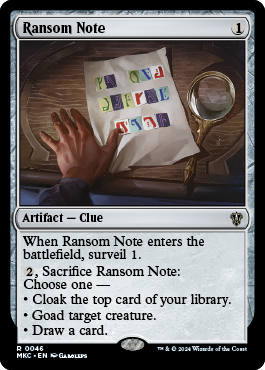 Ransom Note 1
Artifact — Clue
When Ransom Note enters the
battlefield, surveil 1.
2, Sacrifice Ransom Note:
Choose one —
• Cloak the top card of your library.
• Goad target creature.
• Draw a card.
R 0046
MKC • EN Gaboleps
™ & © 2024 Wizards of the Coast